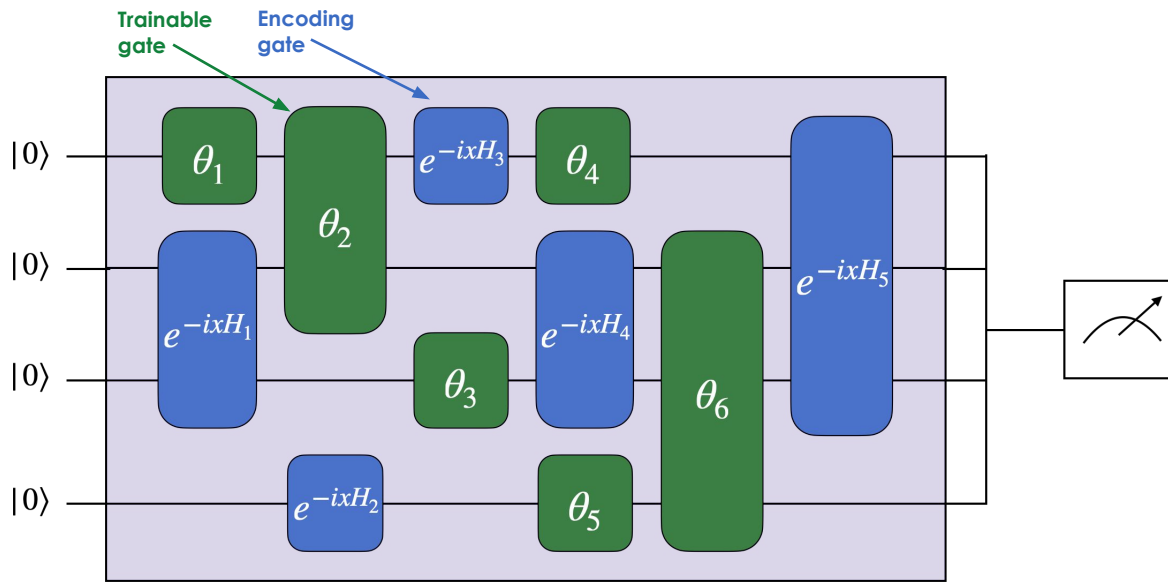 Trainable
gate
Encoding
gate
|0⟩
θ₁
θ₂
e^{-ixH₃}
θ₄
|0⟩
e^{-ixH₁}
e^{-ixH₄}
e^{-ixH₅}
|0⟩
θ₃
θ₆
|0⟩
e^{-ixH₂}
θ₅